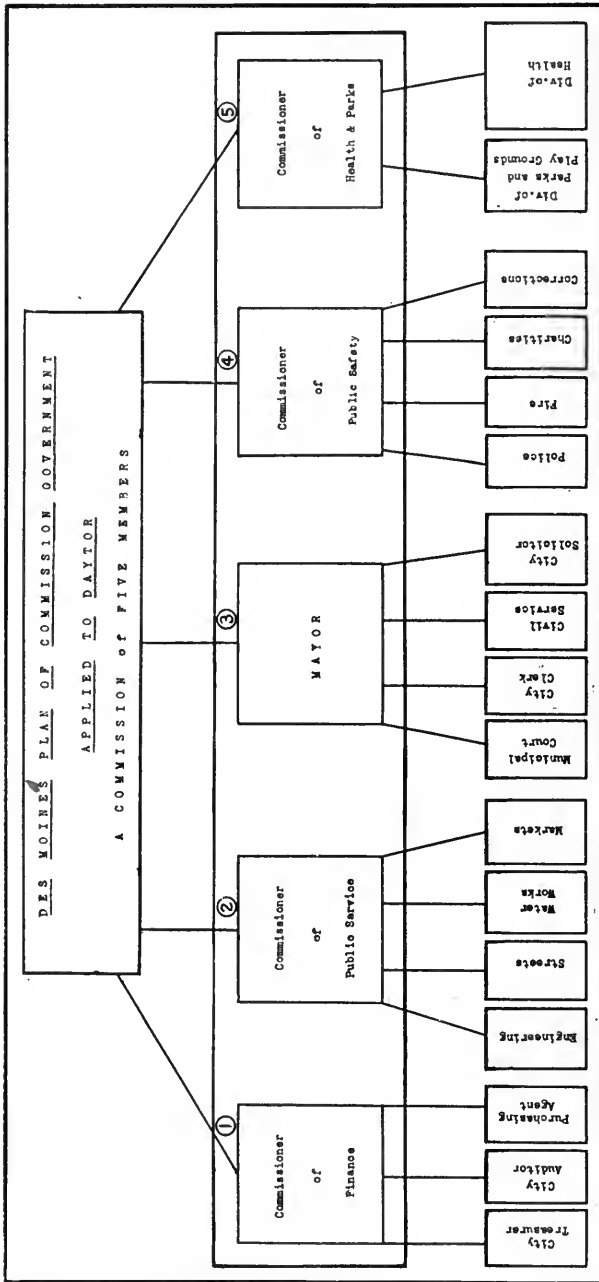 DES MOINES PLAN OF COMMISSION GOVERNMENT
APPLIED TO DAYTOR
A COMMISSION of FIVE MEMBERS
①
Commissioner
of
Finance
②
Commissioner
of
Public Service
③
MAYOR
④
Commissioner
of
Public Safety
⑤
Commissioner
of
Health & Parks
City
Treasurer
City
Auditor
Purchasing
Agent
Engineering
Streets
Water
Works
Markets
Municipal
Court
City
Clerk
Civil
Service
City
Solicitor
Police
Fire
Charities
Corrections
Div. of
Parks and
Play Grounds
Div. of
Health